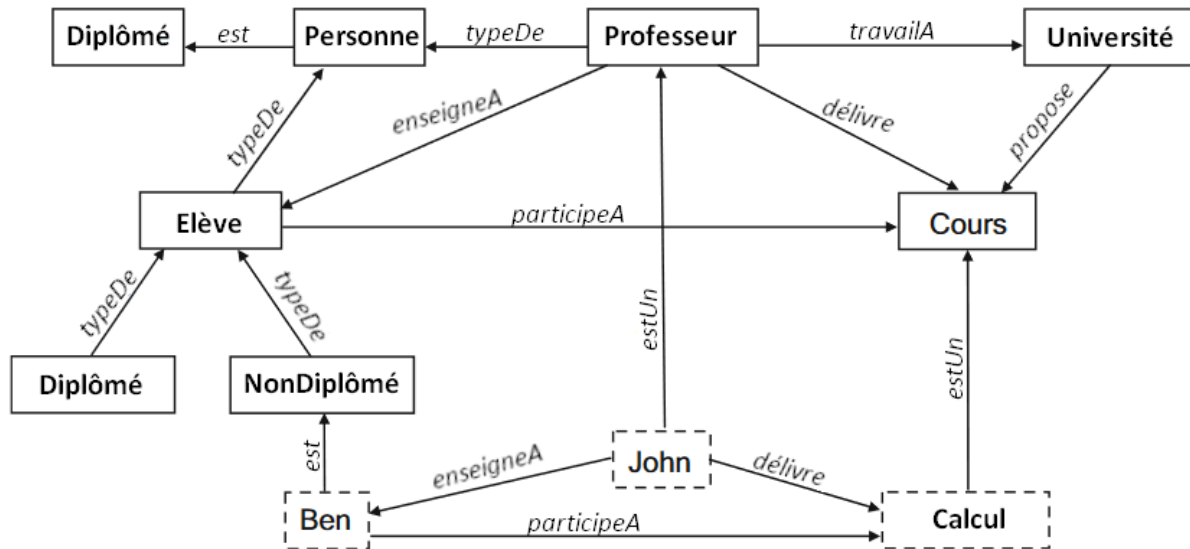 Diplômé
est
Personne
typeDe
Professeur
travailA
Université
typeDe
enseigneA
délivre
propose
Elève
participeA
Cours
typeDe
typeDe
estUn
estUn
Diplômé
NonDiplômé
est
enseigneA
John
délivre
Ben
participeA
Calcul